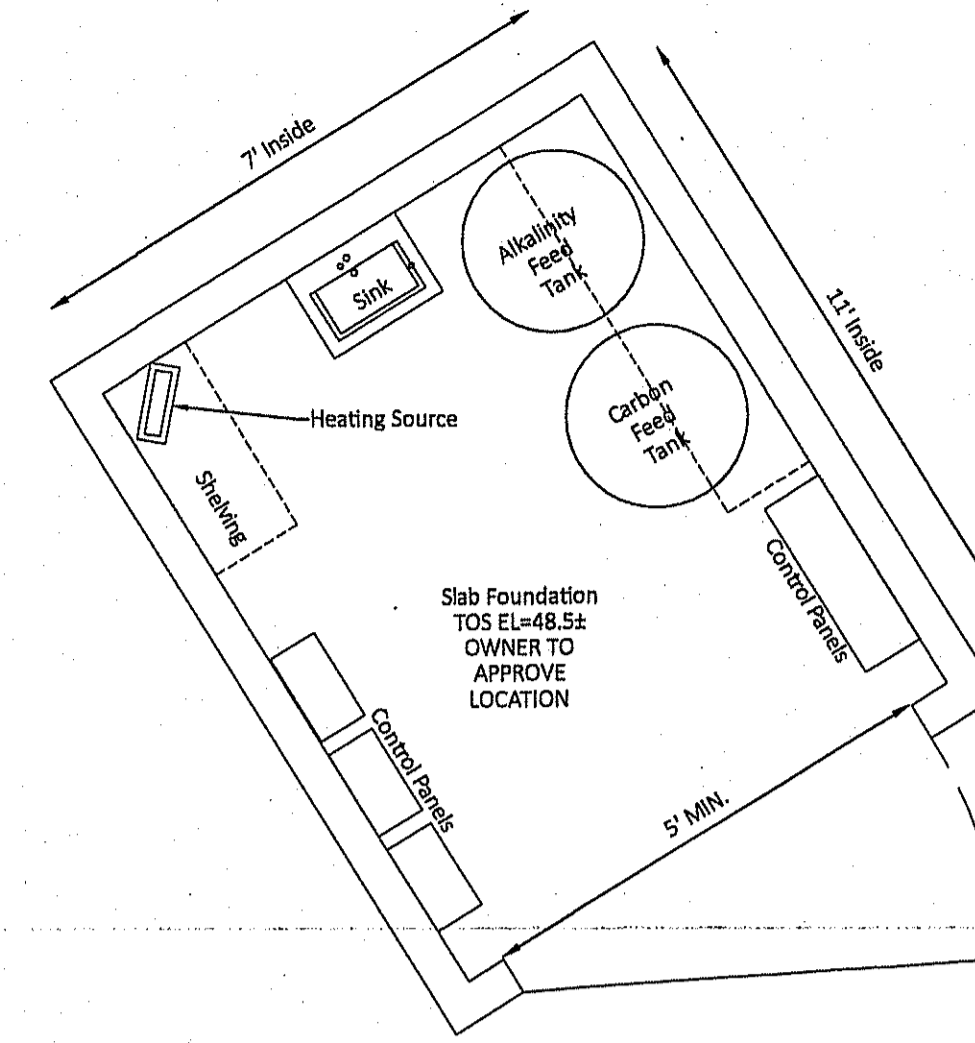 7' Inside
11' Inside
Alkalinity
Feed
Tank
Sink
Carbon
Feed
Tank
Heating Source
Shelving
Control Panels
Slab Foundation
TOS EL=48.5±
OWNER TO
APPROVE
LOCATION
Control Panels
5' MIN.